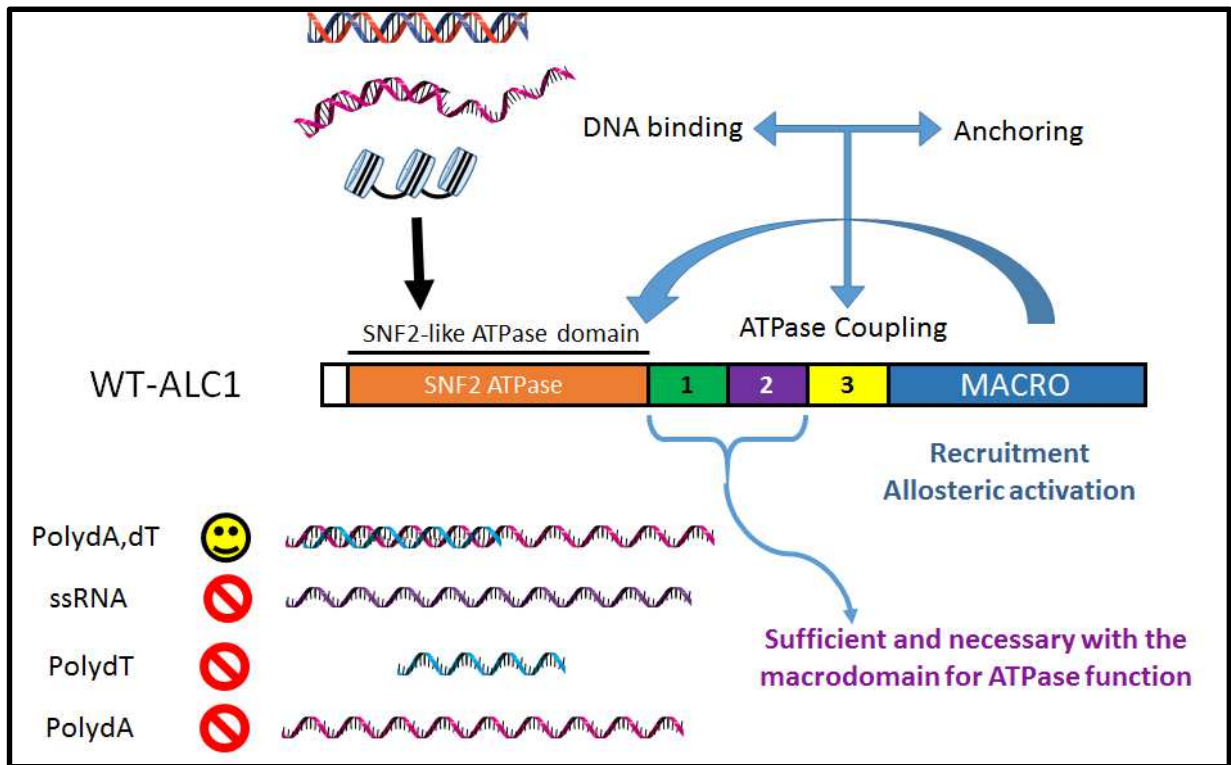 DNA binding
Anchoring
SNF2-like ATPase domain
ATPase Coupling
WT-ALC1
SNF2 ATPase
1
2
3
MACRO
Recruitment
Allosteric activation
PolydA,dT
ssRNA
PolydT
PolydA
Sufficient and necessary with the
macrodomain for ATPase function